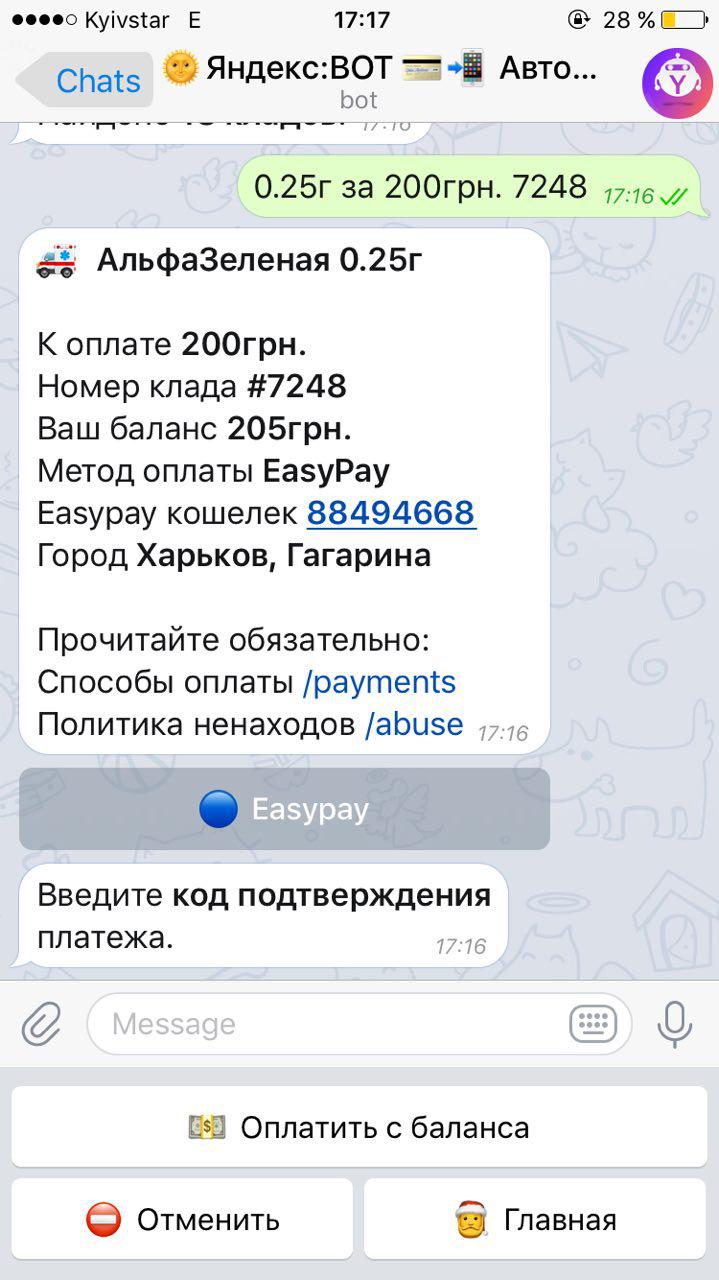 Kyivstar E 17:17 28 %
Chats Яндекс:BOT Авто...
bot
17:16
0.25г за 200грн. 7248 17:16
АльфаЗеленая 0.25г
К оплате 200грн.
Номер клада #7248
Ваш баланс 205грн.
Метод оплаты EasyPay
Easypay кошелек 88494668
Город Харьков, Гагарина
Прочитайте обязательно:
Способы оплаты /payments
Политика ненаходов /abuse 17:16
Easypay
Введите код подтверждения
платежа. 17:16
Message
Оплатить с баланса
Отменить Главная